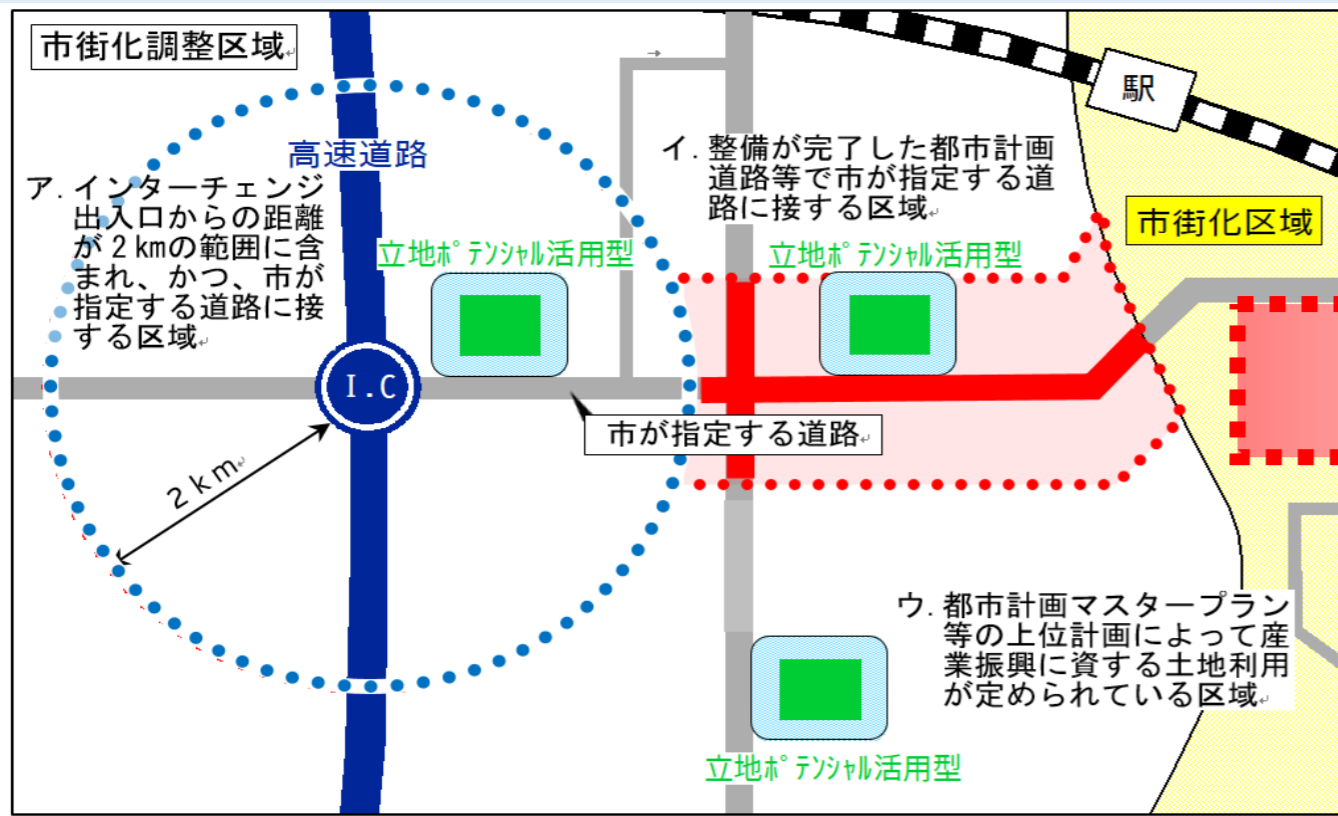 市街化調整区域
高速道路
ア. インターチェンジ
出入口からの距離
が2kmの範囲に含
まれ、かつ、市が
指定する道路に接
する区域
立地ﾎﾟﾃﾝｼｬﾙ活用型
I.C
2km
市が指定する道路
イ. 整備が完了した都市計画
道路等で市が指定する道
路に接する区域
立地ﾎﾟﾃﾝｼｬﾙ活用型
駅
市街化区域
ウ. 都市計画マスタープラン
等の上位計画によって産
業振興に資する土地利用
が定められている区域
立地ﾎﾟﾃﾝｼｬﾙ活用型